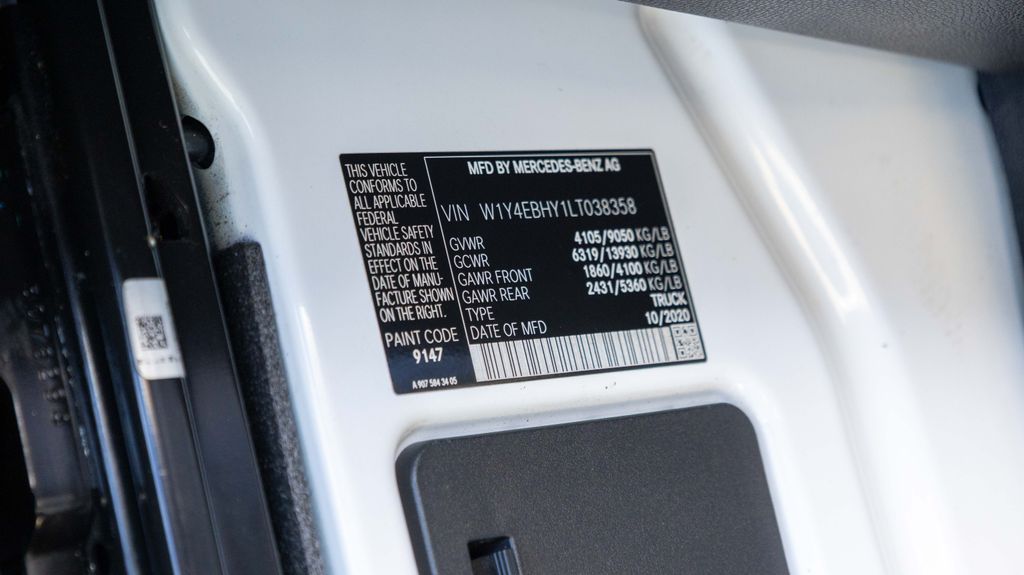 THIS VEHICLE
CONFORMS TO
ALL APPLICABLE
FEDERAL
VEHICLE SAFETY
STANDARDS IN
EFFECT ON THE
DATE OF MANU-
FACTURE SHOWN
ON THE RIGHT.
PAINT CODE
9147
A 907 584 34 05
MFD BY MERCEDES-BENZ AG
VIN W1Y4EBHY1LT038358
GVWR 4105/9050 KG/LB
GCWR 6319/13930 KG/LB
GAWR FRONT 1860/4100 KG/LB
GAWR REAR 2431/5360 KG/LB
TYPE TRUCK
DATE OF MFD 10/2020